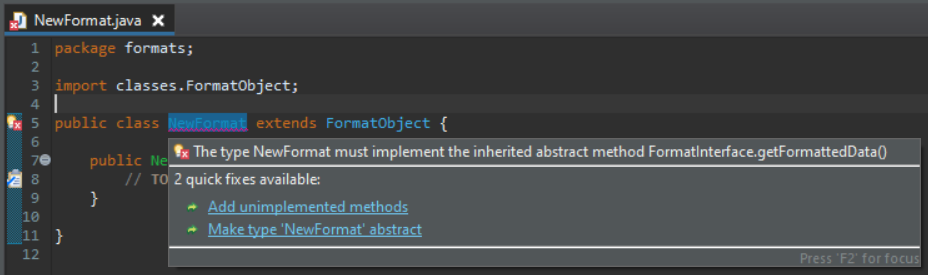 NewFormat.java
1 package formats;
2
3 import classes.FormatObject;
4
5 public class NewFormat extends FormatObject {
6
7 public Ne
8 // TO
9 }
10
11 }
12
The type NewFormat must implement the inherited abstract method FormatInterface.getFormattedData()
2 quick fixes available:
Add unimplemented methods
Make type 'NewFormat' abstract
Press 'F2' for focus